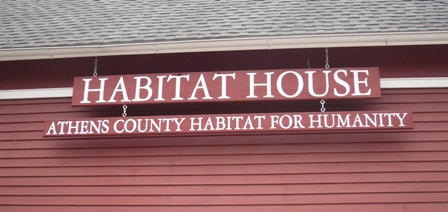 HABITAT HOUSE
ATHENS COUNTY HABITAT FOR HUMANITY